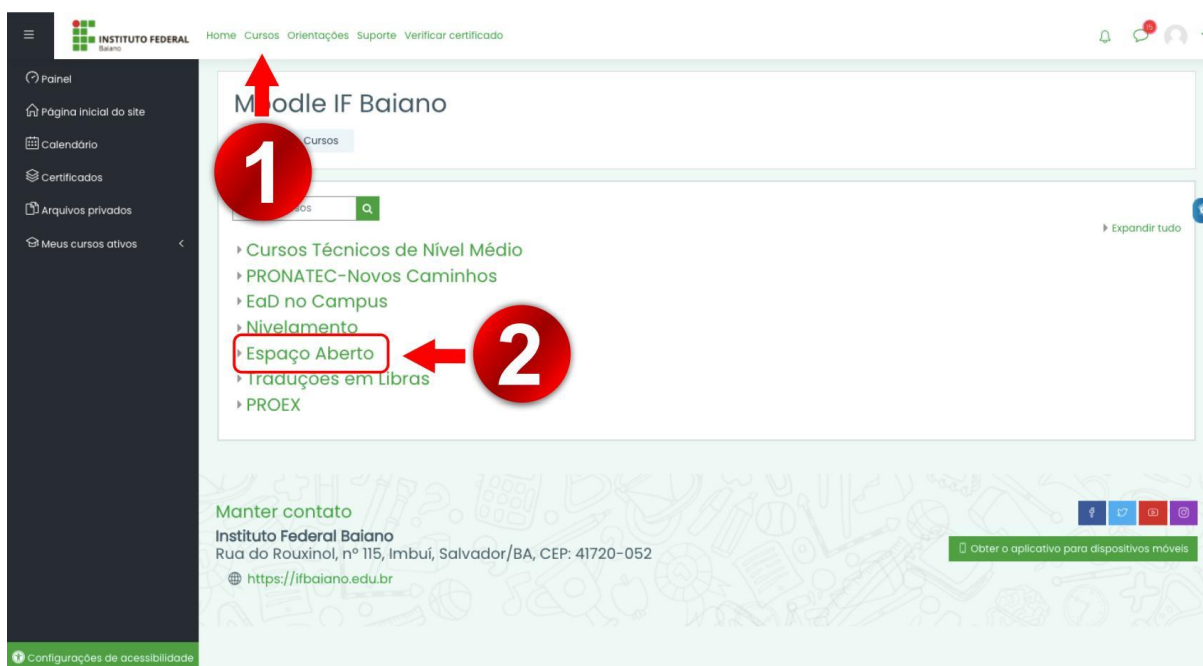 INSTITUTO FEDERAL
Baiano
Home Cursos Orientações Suporte Verificar certificado
15
Painel
Página inicial do site
Calendário
Certificados
Arquivos privados
Meus cursos ativos
Moodle IF Baiano
Cursos
1
Expandir tudo
Cursos Técnicos de Nível Médio
PRONATEC-Novos Caminhos
EaD no Campus
Nivelamento
Espaço Aberto
2
Traduções em Libras
PROEX
Manter contato
Instituto Federal Baiano
Rua do Rouxinol, nº 115, Imbuí, Salvador/BA, CEP: 41720-052
https://ifbaiano.edu.br
Obter o aplicativo para dispositivos móveis
Configurações de acessibilidade